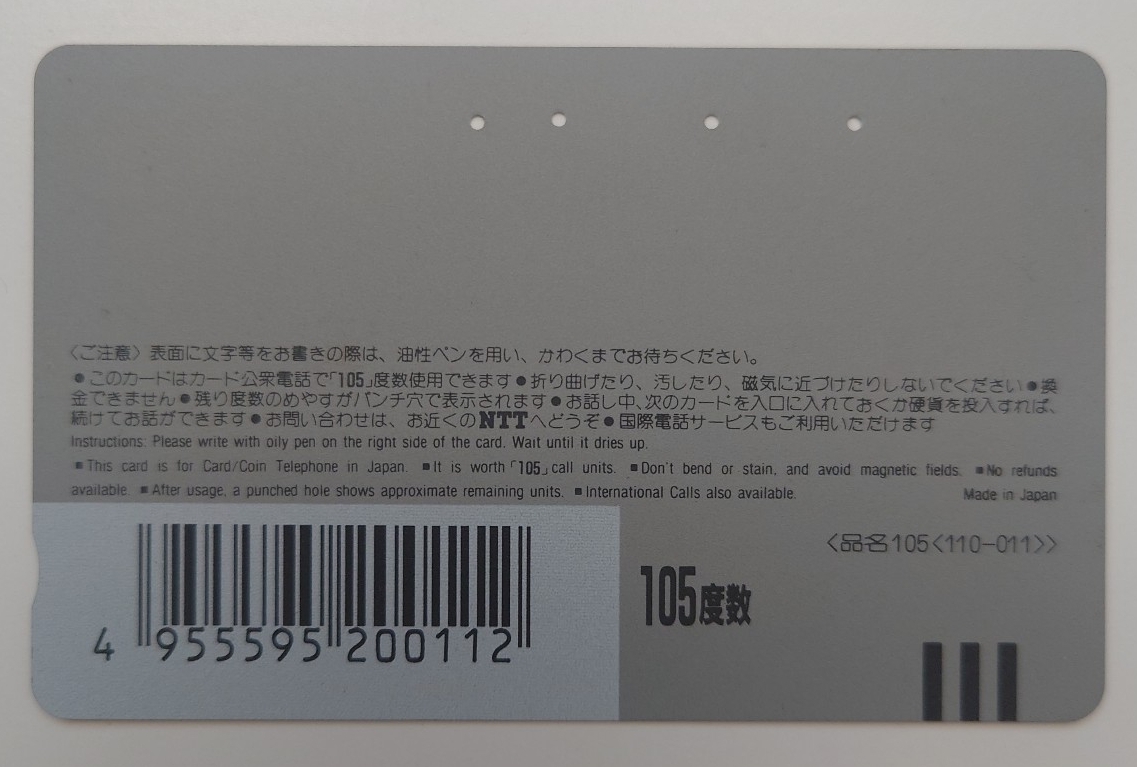 〈ご注意〉表面に文字等をお書きの際は、油性ペンを用い、かわくまでお待ちください。
●このカードはカード公衆電話で「105」度数使用できます●折り曲げたり、汚したり、磁気に近づけたりしないでください●換
金できません●残り度数のめやすがパンチ穴で表示されます●お話し中、次のカードを入口に入れておくか硬貨を投入すれば、
続けてお話ができます●お問い合わせは、お近くのNTTへどうぞ●国際電話サービスもご利用いただけます
Instructions: Please write with oily pen on the right side of the card. Wait until it dries up.
■This card is for Card/Coin Telephone in Japan. ■It is worth「105」call units. ■Don't bend or stain, and avoid magnetic fields. ■No refunds
available. ■After usage, a punched hole shows approximate remaining units. ■International Calls also available. Made in Japan
〈品名105〈110-011〉〉
105度数
4 955595 200112